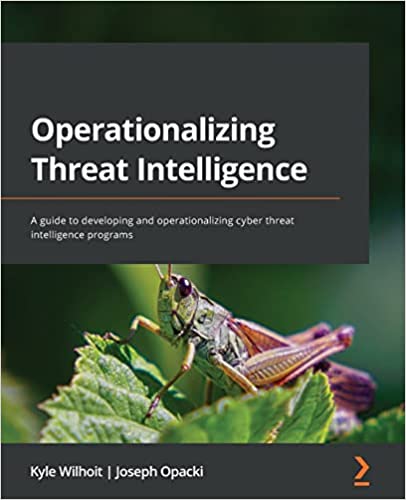 Operationalizing
Threat Intelligence
A guide to developing and operationalizing cyber threat
intelligence programs
Kyle Wilhoit | Joseph Opacki